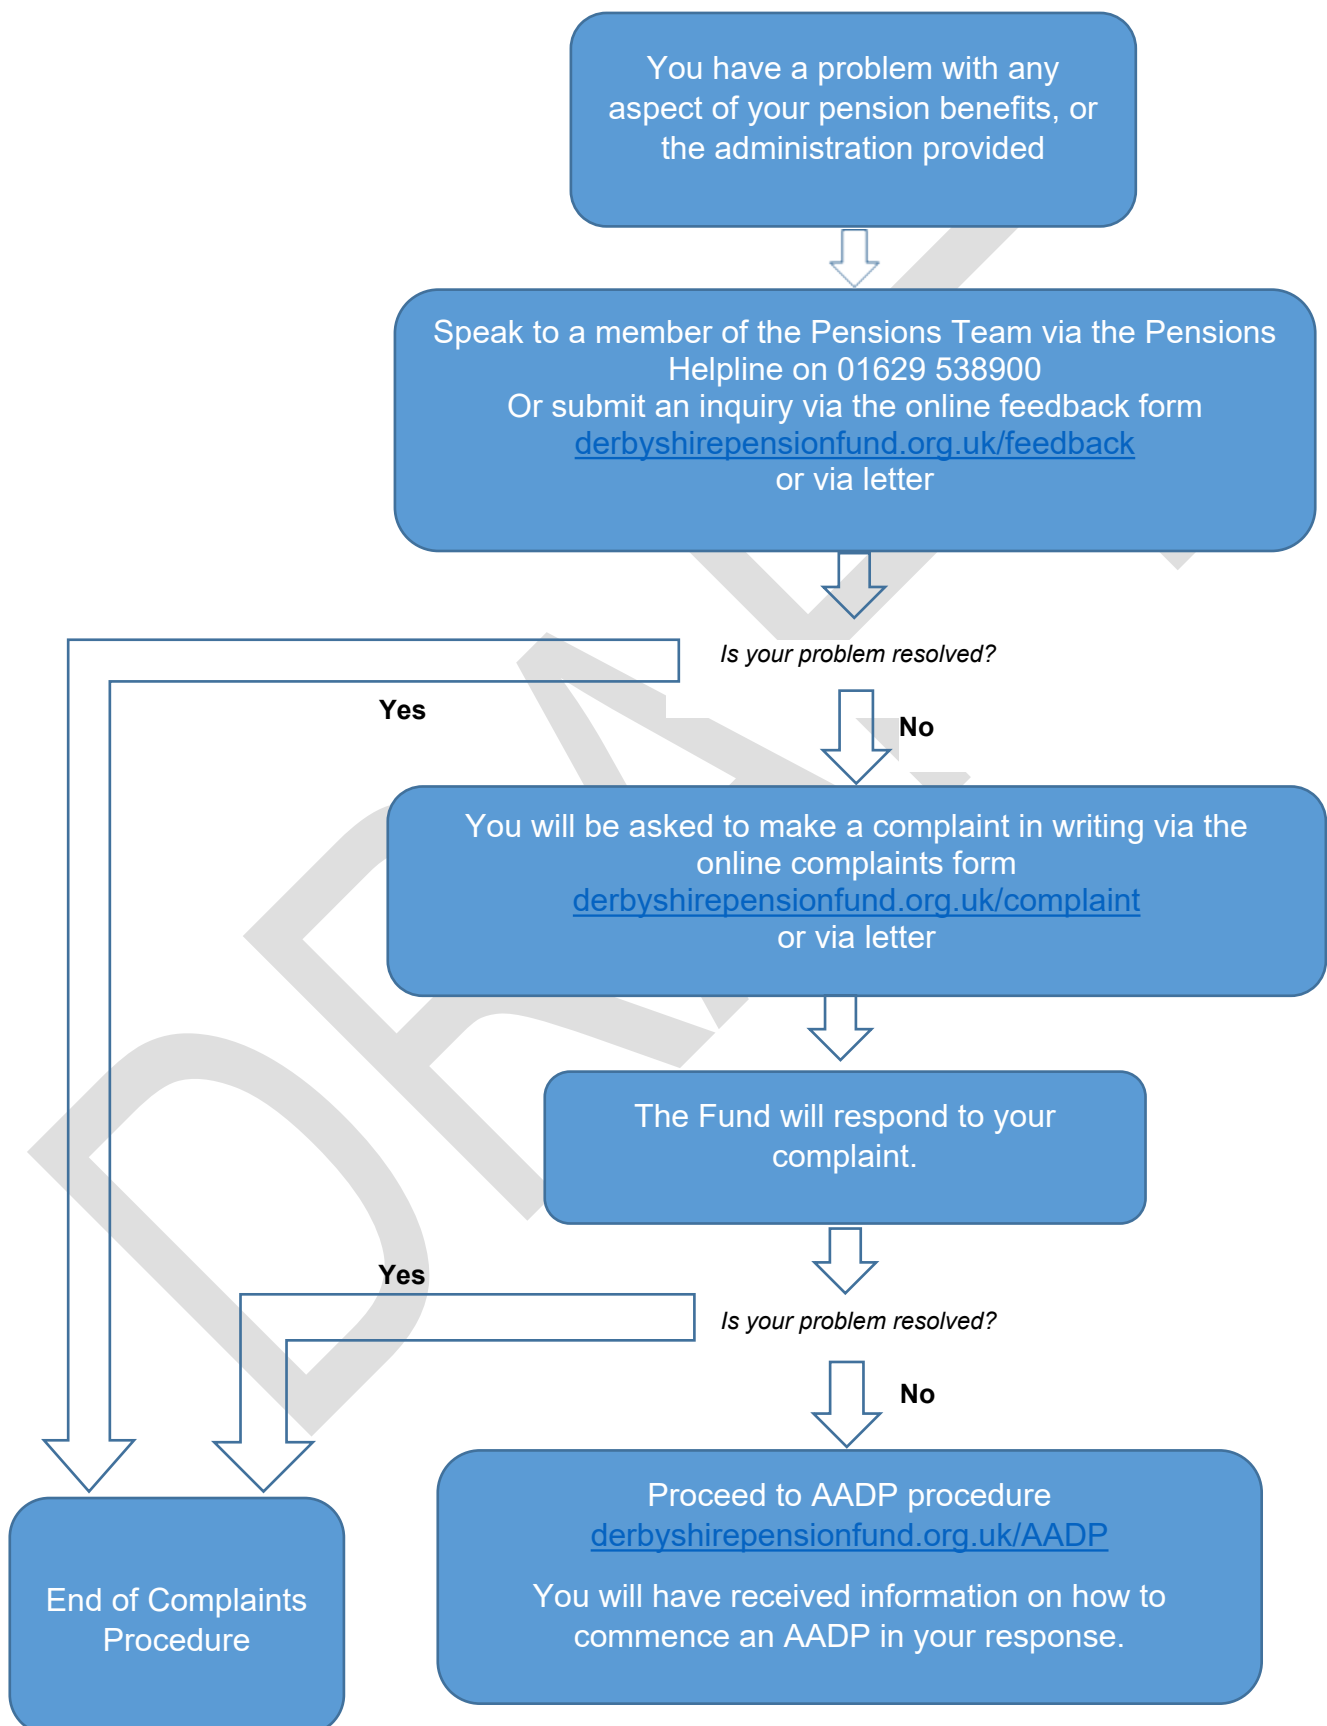 You have a problem with any
aspect of your pension benefits, or
the administration provided
Speak to a member of the Pensions Team via the Pensions
Helpline on 01629 538900
Or submit an inquiry via the online feedback form
derbyshirepensionfund.org.uk/feedback
or via letter
Is your problem resolved?
Yes
No
You will be asked to make a complaint in writing via the
online complaints form
derbyshirepensionfund.org.uk/complaint
or via letter
The Fund will respond to your
complaint.
Yes
Is your problem resolved?
No
Proceed to AADP procedure
derbyshirepensionfund.org.uk/AADP
You will have received information on how to
commence an AADP in your response.
End of Complaints
Procedure
DRAFT